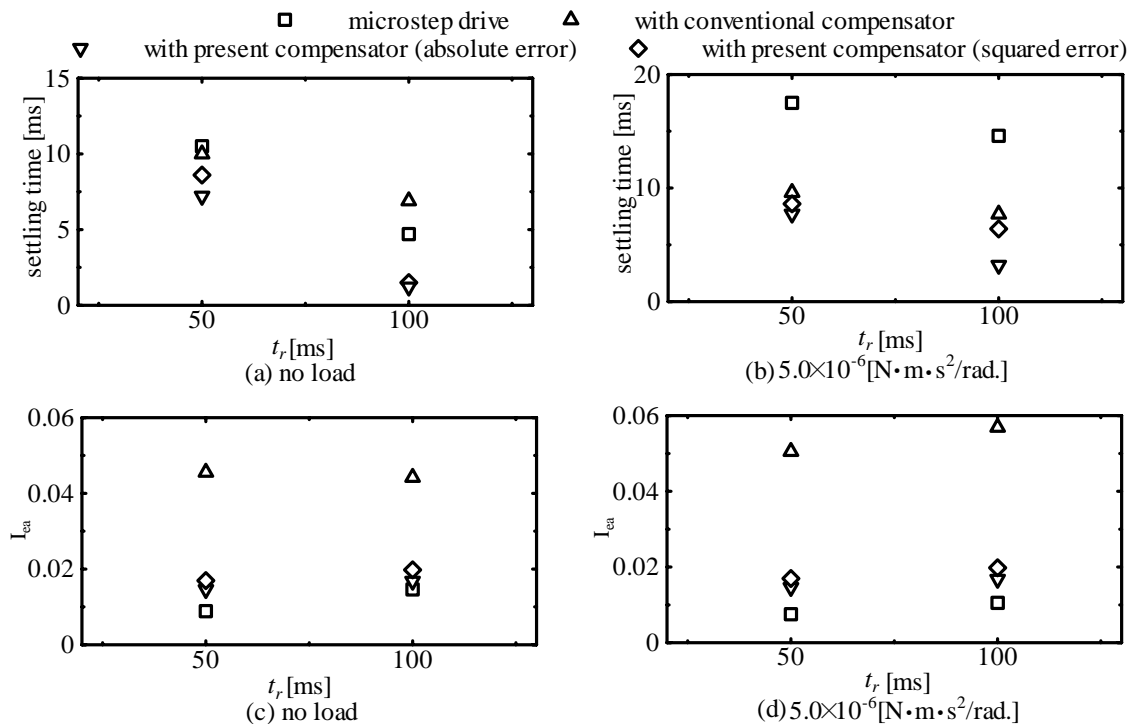 microstep drive
with conventional compensator
with present compensator (absolute error)
with present compensator (squared error)
15
10
5
0
settling time [ms]
50
100
t_r [ms]
(a) no load
20
10
0
settling time [ms]
50
100
t_r [ms]
(b) 5.0×10⁻⁶[N・m・s²/rad.]
0.06
0.04
0.02
0
I_ea
50
100
t_r [ms]
(c) no load
0.06
0.04
0.02
0
I_ea
50
100
t_r [ms]
(d) 5.0×10⁻⁶[N・m・s²/rad.]